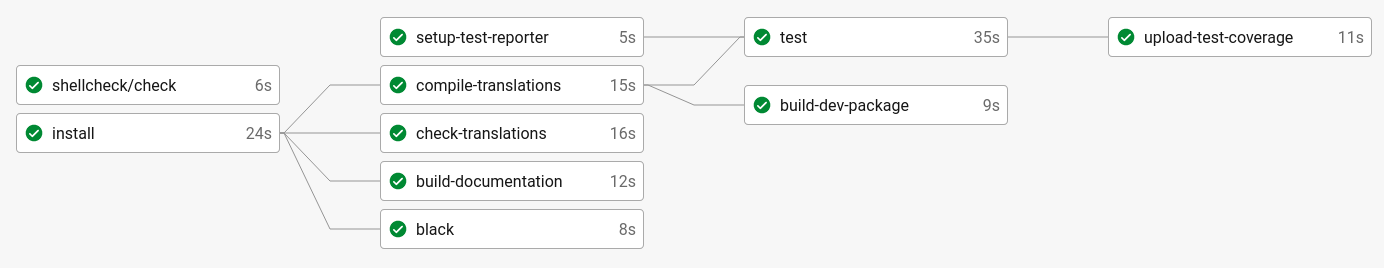 shellcheck/check 6s
install 24s
setup-test-reporter 5s
compile-translations 15s
check-translations 16s
build-documentation 12s
black 8s
test 35s
build-dev-package 9s
upload-test-coverage 11s